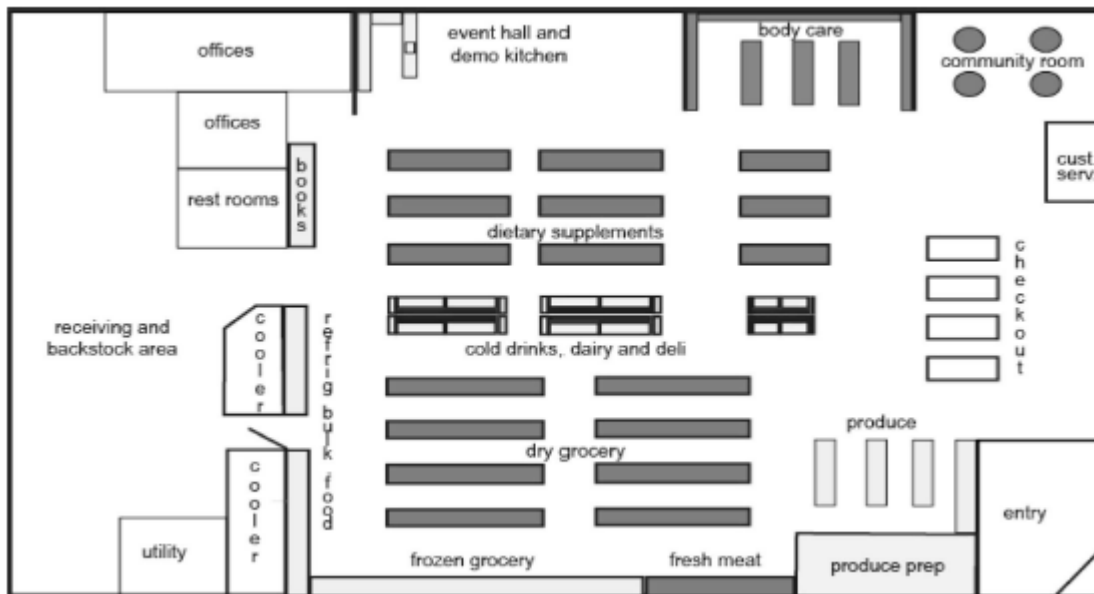 offices
event hall and
demo kitchen
body care
community room
offices
books
rest rooms
cust.
serv.
dietary supplements
checkout
receiving and
backstock area
cooler
refrig bulk food
cold drinks, dairy and deli
produce
dry grocery
cooler
entry
utility
frozen grocery
fresh meat
produce prep